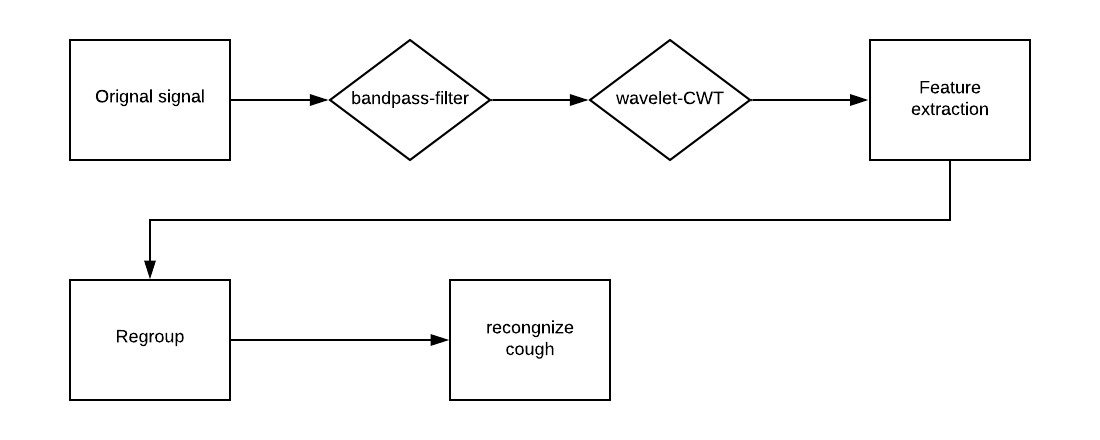 Orignal signal
bandpass-filter
wavelet-CWT
Feature
extraction
Regroup
recongnize
cough